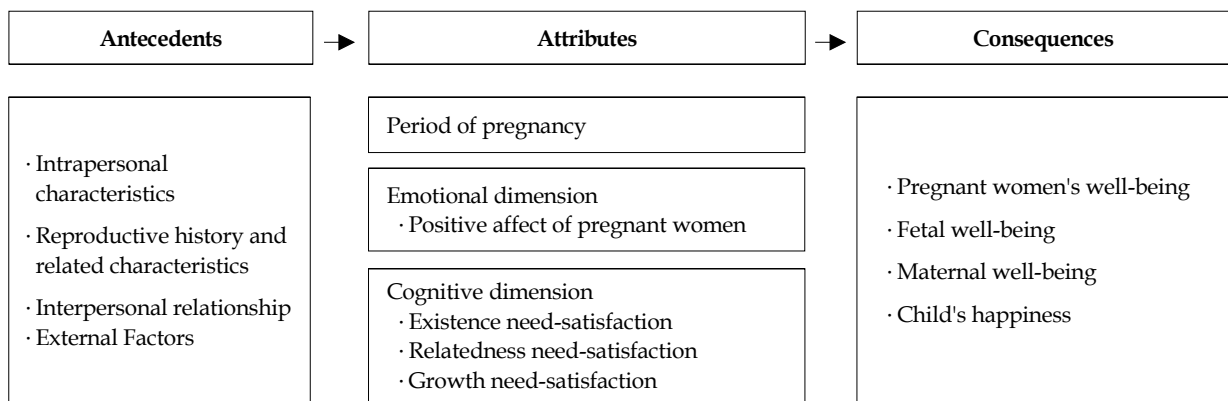 Antecedents
Attributes
Consequences
· Intrapersonal
characteristics
· Reproductive history and
related characteristics
· Interpersonal relationship
· External Factors
Period of pregnancy
Emotional dimension
· Positive affect of pregnant women
Cognitive dimension
· Existence need-satisfaction
· Relatedness need-satisfaction
· Growth need-satisfaction
· Pregnant women's well-being
· Fetal well-being
· Maternal well-being
· Child's happiness